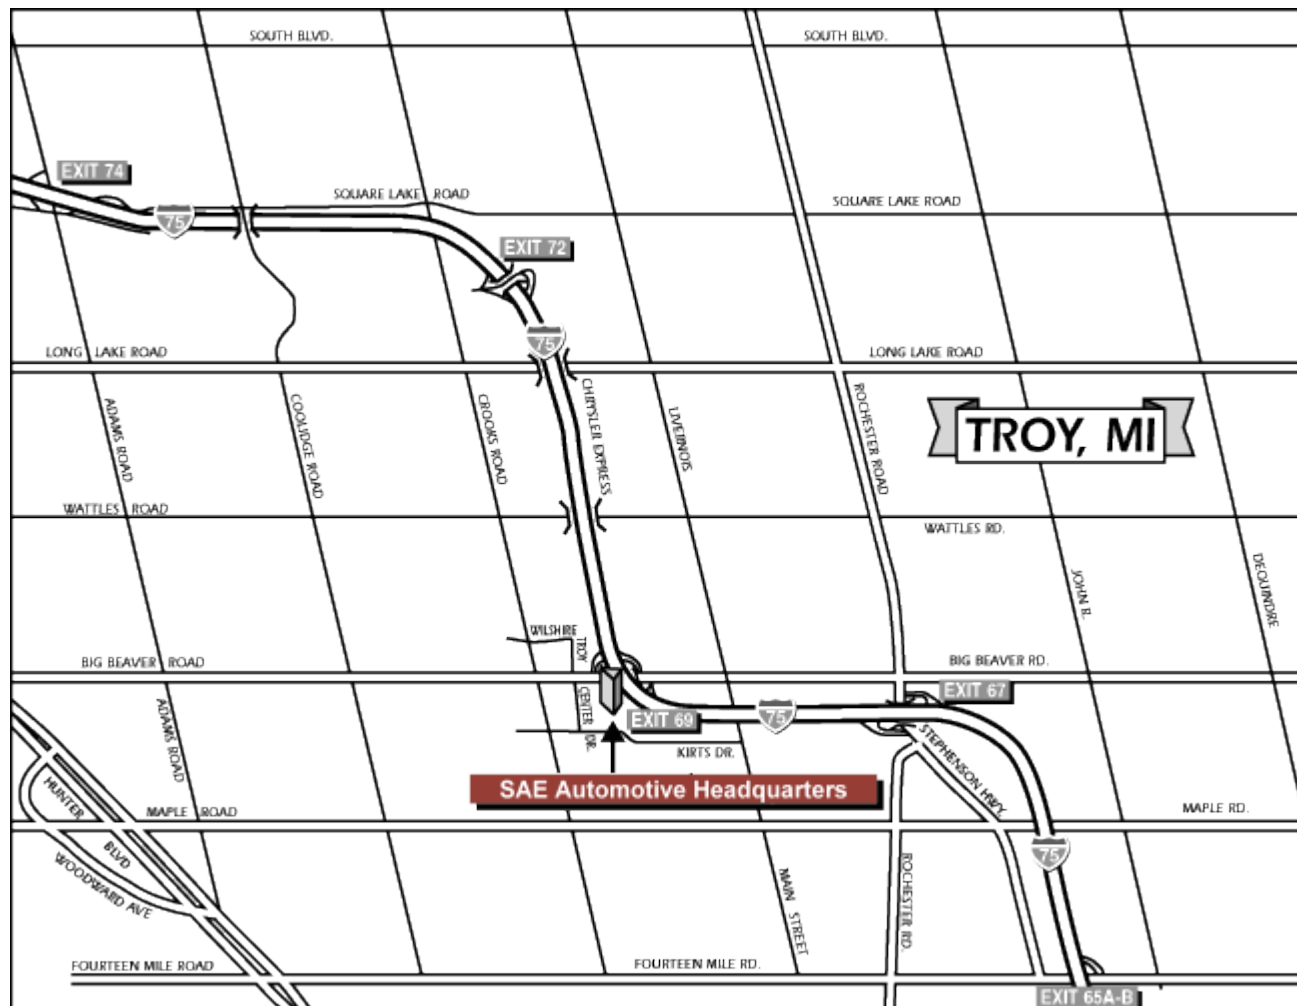 SOUTH BLVD.
SOUTH BLVD.
EXIT 74
SQUARE LAKE ROAD
SQUARE LAKE ROAD
75
EXIT 72
75
LONG LAKE ROAD
LONG LAKE ROAD
ADAMS ROAD
COOLIDGE ROAD
CROOKS ROAD
CHRYSLER EXPRESS
LIVERNOIS
ROCHESTER ROAD
TROY, MI
WATTLES ROAD
WATTLES RD.
JOHN R.
DEQUINDRE
WILSHIRE
TROY CENTER DR.
BIG BEAVER ROAD
BIG BEAVER RD.
ADAMS ROAD
EXIT 69
75
EXIT 67
KIRTS DR.
STEPHENSON HWY.
SAE Automotive Headquarters
HUNTER BLVD
MAPLE ROAD
MAPLE RD.
75
WOODWARD AVE
MAIN STREET
ROCHESTER RD.
FOURTEEN MILE ROAD
FOURTEEN MILE RD.
EXIT 65A-B